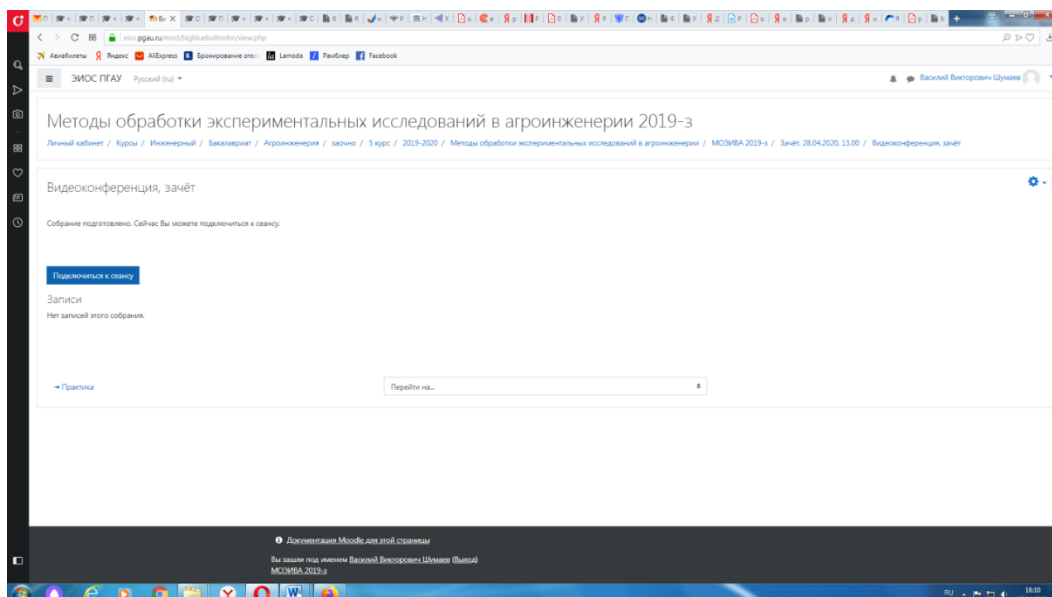 eios.pgau.ru/mod/bigbluebuttonbn/view.php
Авиабилеты Яндекс AliExpress Lamoda Рамблер Facebook
ЭИОС ПГАУ Русский (ru) Василий Викторович Шумаев
Методы обработки экспериментальных исследований в агроинженерии 2019-з
Личный кабинет / Курсы / Инженерный / Бакалавриат / Агроинженерия / заочно / 5 курс / 2019-2020 / Методы обработки экспериментальных исследований в агроинженерии / МОЭИВА 2019-з / Зачёт, 28.04.2020, 13.00 / Видеоконференция, зачёт
Видеоконференция, зачёт
Собрание подготовлено. Сейчас Вы можете подключиться к сеансу.
Подключиться к сеансу
Записи
Нет записей этого собрания.
◄ Практика Перейти на...
Документация Moodle для этой страницы
Вы зашли под именем Василий Викторович Шумаев (Выход)
МОЭИВА 2019-з
RU 16:10